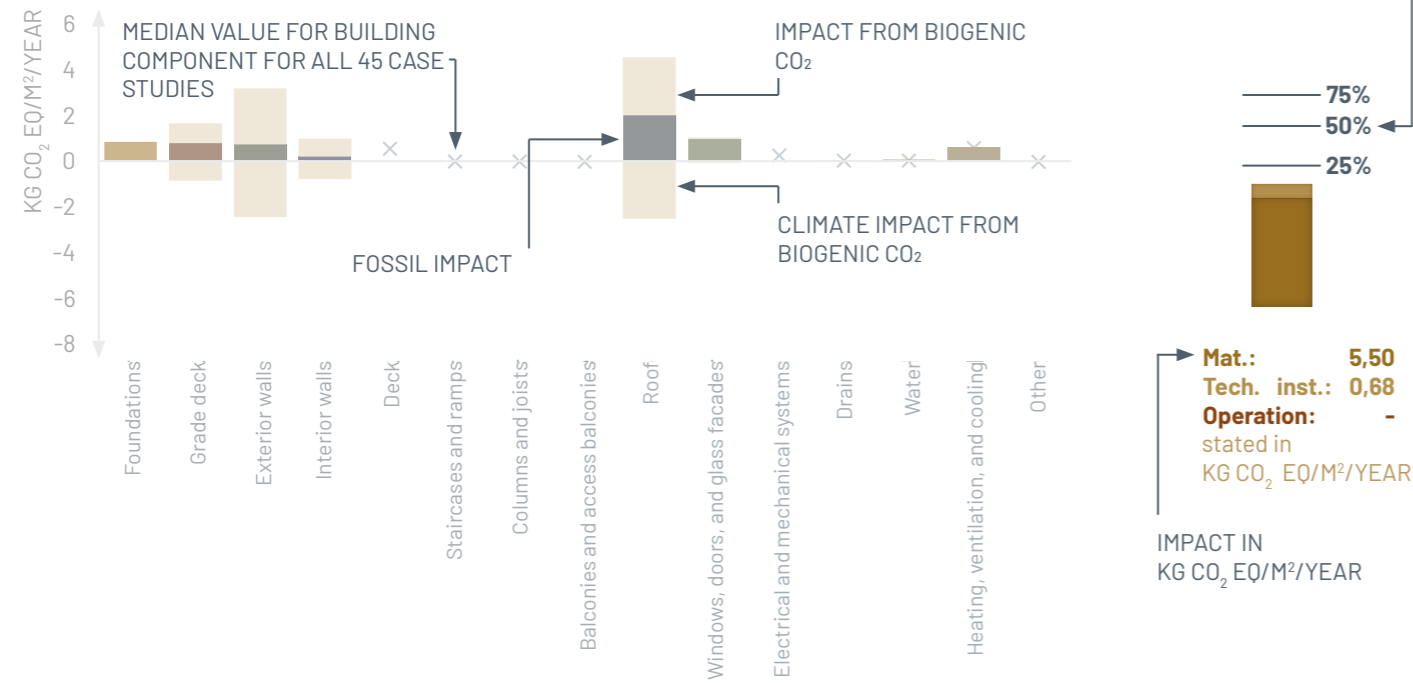 KG CO₂ EQ/M²/YEAR
6
4
2
0
-2
-4
-6
-8
MEDIAN VALUE FOR BUILDING
COMPONENT FOR ALL 45 CASE
STUDIES
IMPACT FROM BIOGENIC
CO₂
FOSSIL IMPACT
CLIMATE IMPACT FROM
BIOGENIC CO₂
Foundations
Grade deck
Exterior walls
Interior walls
Deck
Staircases and ramps
Columns and joists
Balconies and access balconies
Roof
Windows, doors, and glass facades
Electrical and mechanical systems
Drains
Water
Heating, ventilation, and cooling
Other
75%
50%
25%
Mat.: 5,50
Tech. inst.: 0,68
Operation: -
stated in
KG CO₂ EQ/M²/YEAR
IMPACT IN
KG CO₂ EQ/M²/YEAR